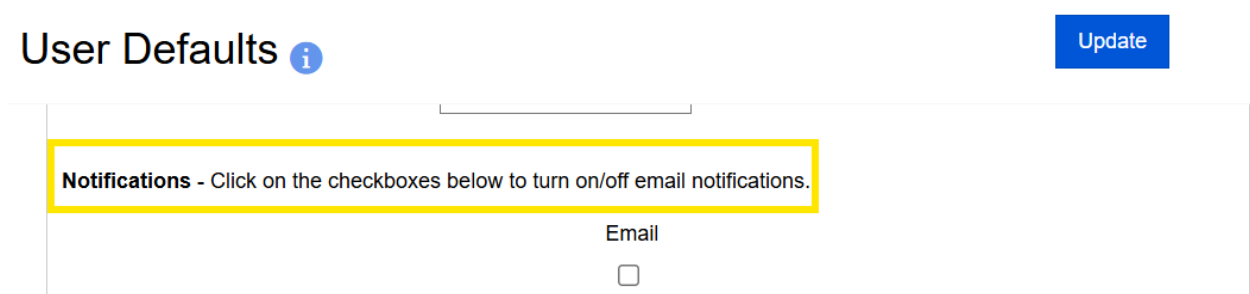 User Defaults i
Update
Notifications - Click on the checkboxes below to turn on/off email notifications.
Email